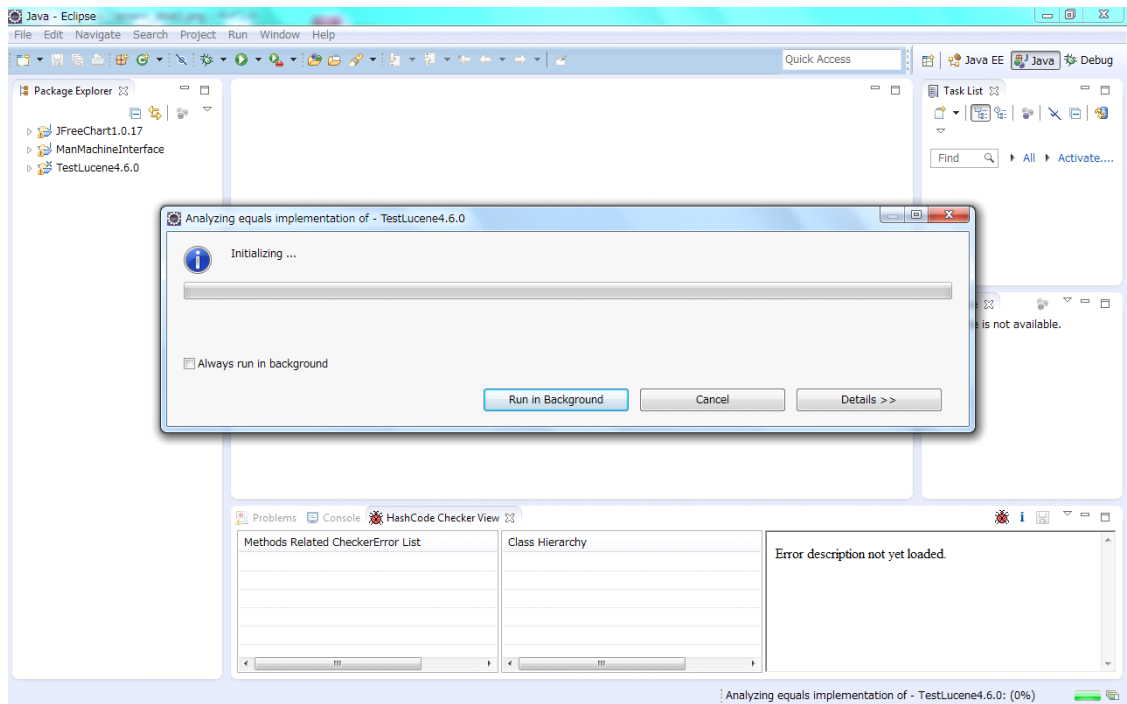 Java - Eclipse
File Edit Navigate Search Project Run Window Help
Quick Access
Java EE Java Debug
Package Explorer
JFreeChart1.0.17
ManMachineInterface
TestLucene4.6.0
Task List
Find All Activate....
Analyzing equals implementation of - TestLucene4.6.0
Initializing ...
Always run in background
Run in Background Cancel Details >>
is not available.
Problems Console HashCode Checker View
Methods Related CheckerError List
Class Hierarchy
Error description not yet loaded.
Analyzing equals implementation of - TestLucene4.6.0: (0%)